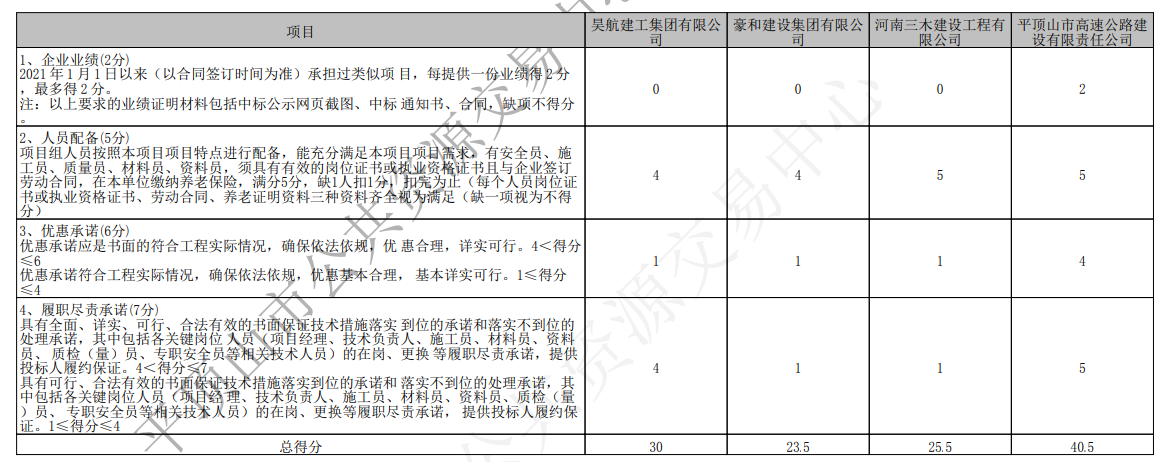 项目
昊航建工集团有限公
司
豪和建设集团有限公
司
河南三木建设工程有
限公司
平顶山市高速公路建
设有限责任公司
1、企业业绩(2分)
2021年1月1日以来（以合同签订时间为准）承担过类似项目，每提供一份业绩得2分
，最多得2分。
注：以上要求的业绩证明材料包括中标公示网页截图、中标通知书、合同，缺项不得分
。
0
0
0
2
2、人员配备(5分)
项目组人员按照本项目项目特点进行配备，能充分满足本项目项目需求，有安全员、施
工员、质量员、材料员、资料员，须具有有效的岗位证书或执业资格证书且与企业签订
劳动合同，在本单位缴纳养老保险，满分5分，缺1人扣1分，扣完为止（每个人员岗位证
书或执业资格证书、劳动合同、养老证明资料三种资料齐全视为满足（缺一项视为不得
分）
4
4
5
5
3、优惠承诺(6分)
优惠承诺应是书面的符合工程实际情况，确保依法依规，优惠合理，详实可行。4＜得分
≤6
优惠承诺符合工程实际情况，确保依法依规，优惠基本合理，基本详实可行。1≤得分
≤4
1
1
1
4
4、履职尽责承诺(7分)
具有全面、详实、可行、合法有效的书面保证技术措施落实到位的承诺和落实不到位的
处理承诺，其中包括各关键岗位人员（项目经理、技术负责人、施工员、材料员、资料
员、质检（量）员、专职安全员等相关技术人员）的在岗、更换等履职尽责承诺，提供
投标人履约保证。4＜得分≤7
具有可行、合法有效的书面保证技术措施落实到位的承诺和落实不到位的处理承诺，其
中包括各关键岗位人员（项目经理、技术负责人、施工员、材料员、资料员、质检（量
）员、专职安全员等相关技术人员）的在岗、更换等履职尽责承诺，提供投标人履约保
证。1≤得分≤4
4
1
1
5
总得分
30
23.5
25.5
40.5
平顶山市公共资源交易中
公共资源交易中心